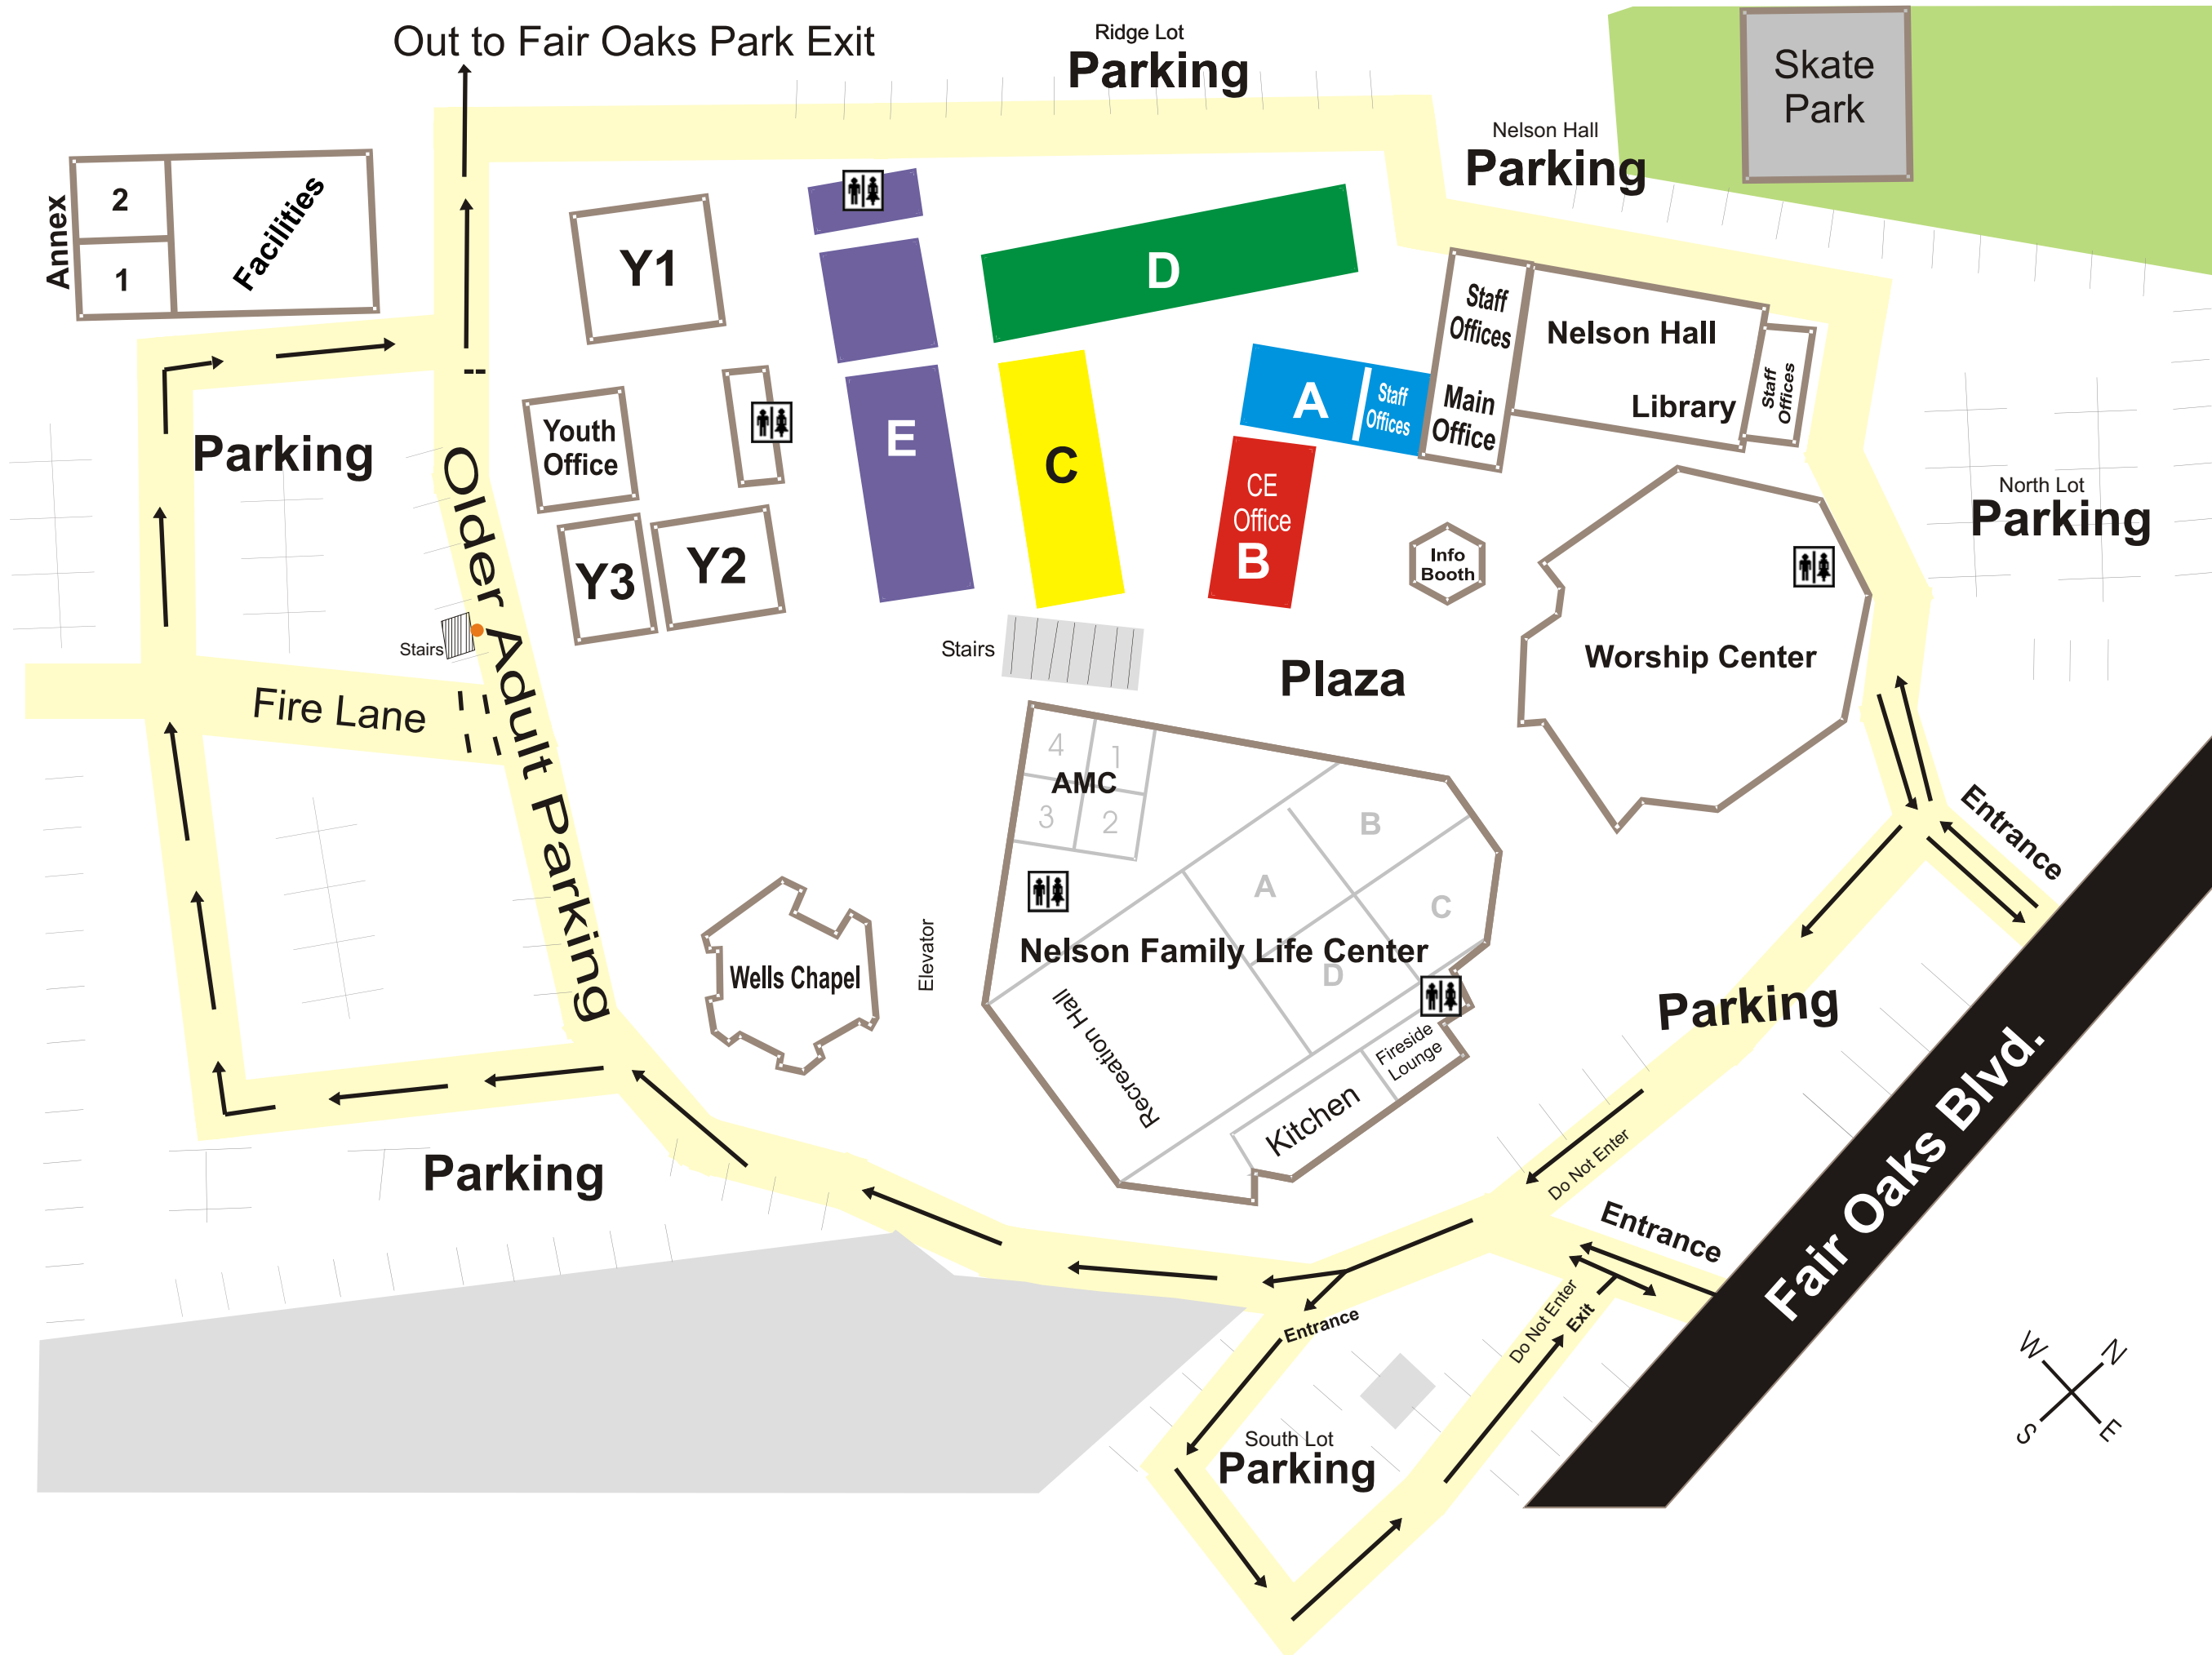 Out to Fair Oaks Park Exit
Ridge Lot
Parking
Skate
Park
Nelson Hall
Parking
Annex
2
1
Facilities
Y1
D
E
C
A
Staff
Offices
Staff
Offices
Main
Office
Nelson Hall
Library
Staff
Offices
Parking
Youth
Office
Y3
Y2
CE
Office
B
Info
Booth
North Lot
Parking
Older Adult Parking
Stairs
Stairs
Plaza
Worship Center
Fire Lane
4
1
AMC
3
2
Entrance
A
B
C
D
Nelson Family Life Center
Wells Chapel
Elevator
Recreation Hall
Kitchen
Fireside
Lounge
Parking
Fair Oaks Blvd.
Do Not Enter
Entrance
Parking
Entrance
Do Not Enter
Exit
South Lot
Parking
W
N
S
E